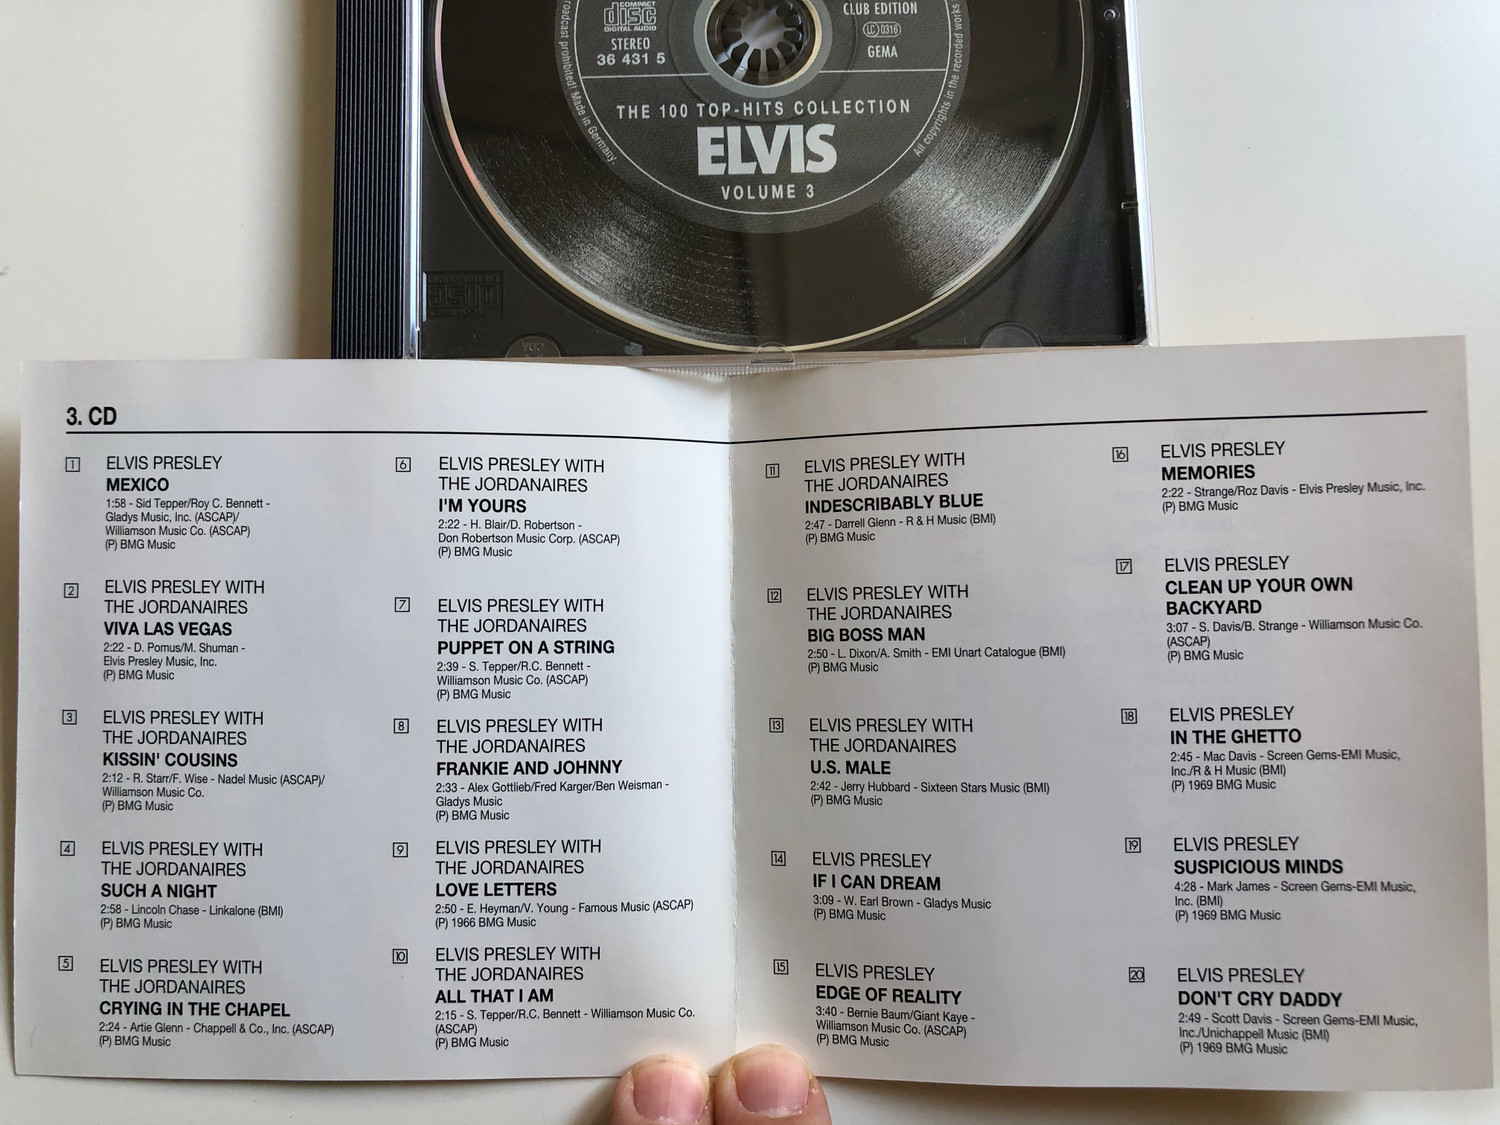 COMPACT
disc
DIGITAL AUDIO
STEREO
36 431 5
CLUB EDITION
LC 0316
GEMA
roadcast prohibited! Made in Germany.
All copyrights in the recorded works
THE 100 TOP-HITS COLLECTION
ELVIS
VOLUME 3
3. CD
1 ELVIS PRESLEY
MEXICO
1:58 - Sid Tepper/Roy C. Bennett -
Gladys Music, Inc. (ASCAP)/
Williamson Music Co. (ASCAP)
(P) BMG Music
2 ELVIS PRESLEY WITH
THE JORDANAIRES
VIVA LAS VEGAS
2:22 - D. Pomus/M. Shuman -
Elvis Presley Music, Inc.
(P) BMG Music
3 ELVIS PRESLEY WITH
THE JORDANAIRES
KISSIN' COUSINS
2:12 - R. Starr/F. Wise - Nadel Music (ASCAP)/
Williamson Music Co.
(P) BMG Music
4 ELVIS PRESLEY WITH
THE JORDANAIRES
SUCH A NIGHT
2:58 - Lincoln Chase - Linkalone (BMI)
(P) BMG Music
5 ELVIS PRESLEY WITH
THE JORDANAIRES
CRYING IN THE CHAPEL
2:24 - Artie Glenn - Chappell & Co., Inc. (ASCAP)
(P) BMG Music
6 ELVIS PRESLEY WITH
THE JORDANAIRES
I'M YOURS
2:22 - H. Blair/D. Robertson -
Don Robertson Music Corp. (ASCAP)
(P) BMG Music
7 ELVIS PRESLEY WITH
THE JORDANAIRES
PUPPET ON A STRING
2:39 - S. Tepper/R.C. Bennett -
Williamson Music Co. (ASCAP)
(P) BMG Music
8 ELVIS PRESLEY WITH
THE JORDANAIRES
FRANKIE AND JOHNNY
2:33 - Alex Gottlieb/Fred Karger/Ben Weisman -
Gladys Music
(P) BMG Music
9 ELVIS PRESLEY WITH
THE JORDANAIRES
LOVE LETTERS
2:50 - E. Heyman/V. Young - Famous Music (ASCAP)
(P) 1966 BMG Music
10 ELVIS PRESLEY WITH
THE JORDANAIRES
ALL THAT I AM
2:15 - S. Tepper/R.C. Bennett - Williamson Music Co.
(ASCAP)
(P) BMG Music
11 ELVIS PRESLEY WITH
THE JORDANAIRES
INDESCRIBABLY BLUE
2:47 - Darrell Glenn - R & H Music (BMI)
(P) BMG Music
12 ELVIS PRESLEY WITH
THE JORDANAIRES
BIG BOSS MAN
2:50 - L. Dixon/A. Smith - EMI Unart Catalogue (BMI)
(P) BMG Music
13 ELVIS PRESLEY WITH
THE JORDANAIRES
U.S. MALE
2:42 - Jerry Hubbard - Sixteen Stars Music (BMI)
(P) BMG Music
14 ELVIS PRESLEY
IF I CAN DREAM
3:09 - W. Earl Brown - Gladys Music
(P) BMG Music
15 ELVIS PRESLEY
EDGE OF REALITY
3:40 - Bernie Baum/Giant Kaye -
Williamson Music Co. (ASCAP)
(P) BMG Music
16 ELVIS PRESLEY
MEMORIES
2:22 - Strange/Roz Davis - Elvis Presley Music, Inc.
(P) BMG Music
17 ELVIS PRESLEY
CLEAN UP YOUR OWN
BACKYARD
3:07 - S. Davis/B. Strange - Williamson Music Co.
(ASCAP)
(P) BMG Music
18 ELVIS PRESLEY
IN THE GHETTO
2:45 - Mac Davis - Screen Gems-EMI Music,
Inc./R & H Music (BMI)
(P) 1969 BMG Music
19 ELVIS PRESLEY
SUSPICIOUS MINDS
4:28 - Mark James - Screen Gems-EMI Music,
Inc. (BMI)
(P) 1969 BMG Music
20 ELVIS PRESLEY
DON'T CRY DADDY
2:49 - Scott Davis - Screen Gems-EMI Music,
Inc./Unichappell Music (BMI)
(P) 1969 BMG Music